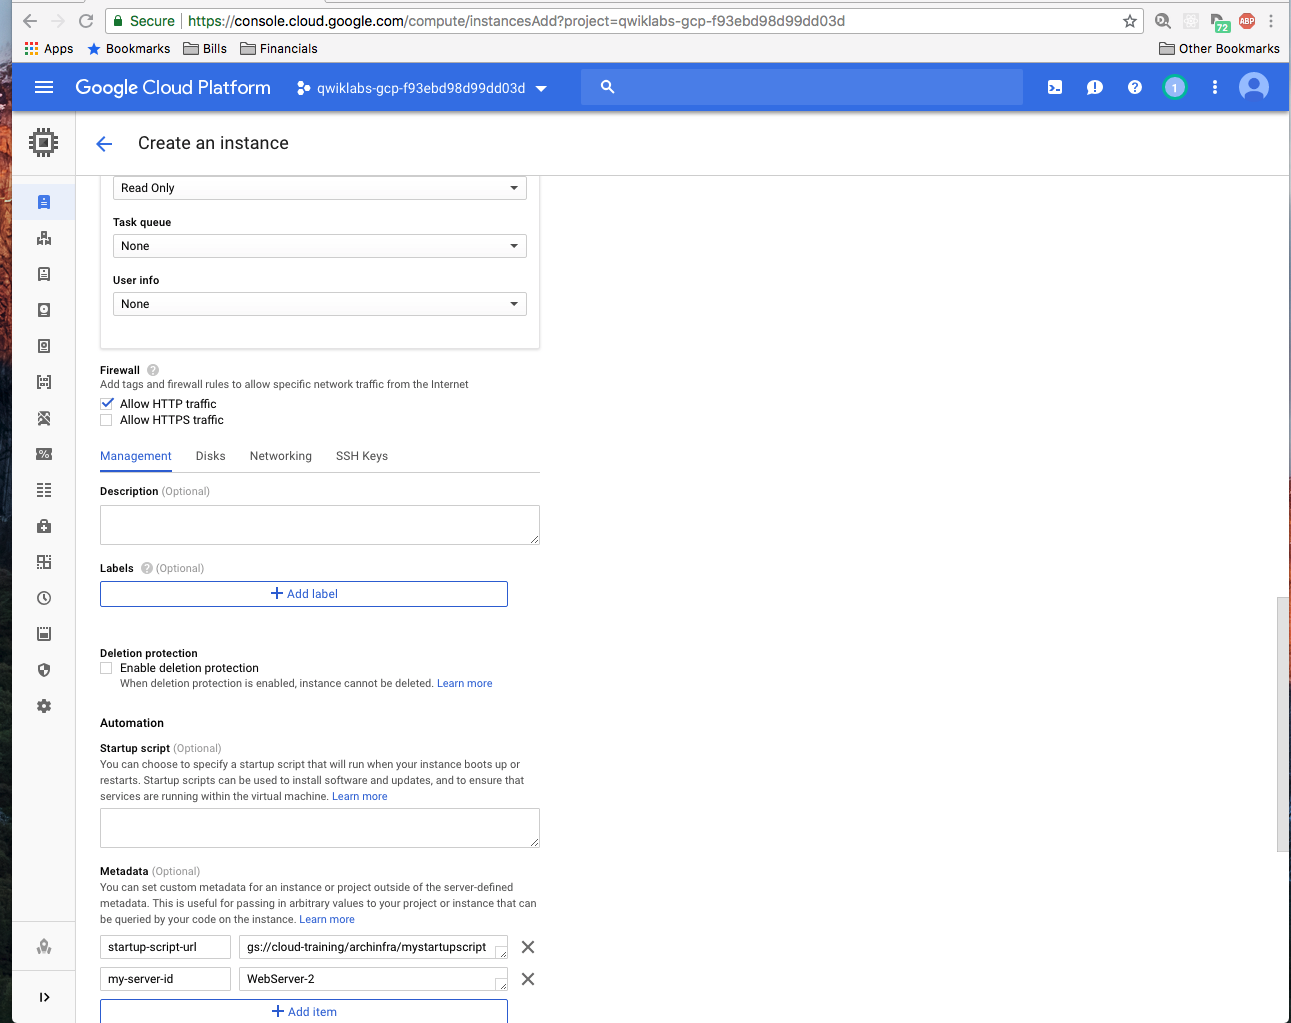 Secure https://console.cloud.google.com/compute/instancesAdd?project=qwiklabs-gcp-f93ebd98d99dd03d
72 ABP
Apps Bookmarks Bills Financials Other Bookmarks
Google Cloud Platform qwiklabs-gcp-f93ebd98d99dd03d 1
Create an instance
Read Only
Task queue
None
User info
None
Firewall
Add tags and firewall rules to allow specific network traffic from the Internet
Allow HTTP traffic
Allow HTTPS traffic
Management Disks Networking SSH Keys
Description (Optional)
Labels (Optional)
+ Add label
Deletion protection
Enable deletion protection
When deletion protection is enabled, instance cannot be deleted. Learn more
Automation
Startup script (Optional)
You can choose to specify a startup script that will run when your instance boots up or
restarts. Startup scripts can be used to install software and updates, and to ensure that
services are running within the virtual machine. Learn more
Metadata (Optional)
You can set custom metadata for an instance or project outside of the server-defined
metadata. This is useful for passing in arbitrary values to your project or instance that can
be queried by your code on the instance. Learn more
startup-script-url gs://cloud-training/archinfra/mystartupscript
my-server-id WebServer-2
+ Add item